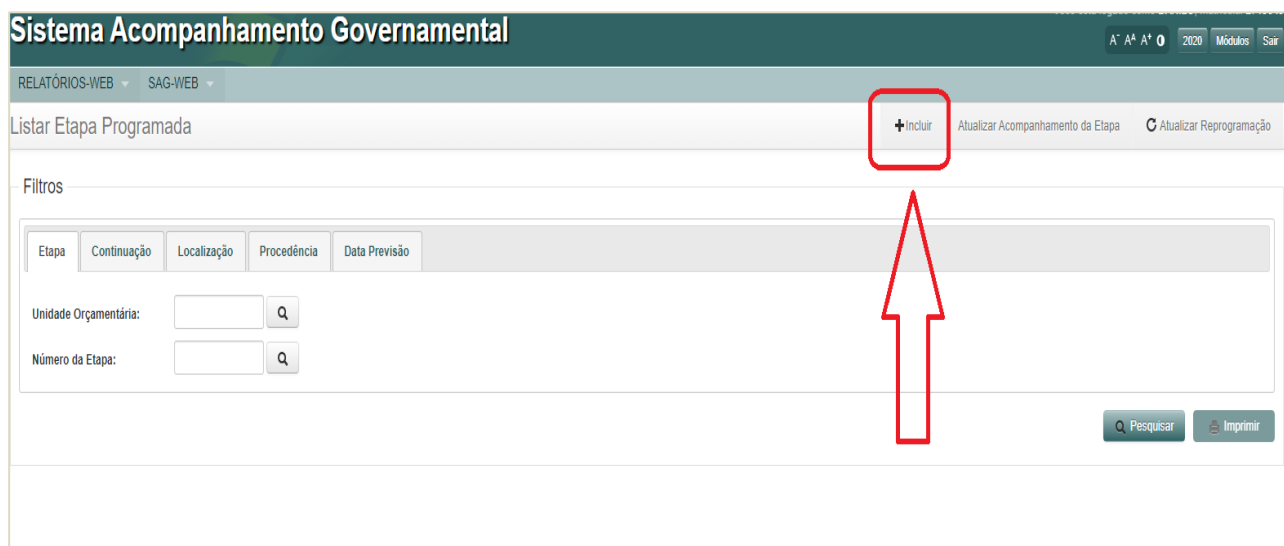 Sistema Acompanhamento Governamental
A- AA A+ 2020 Módulos Sair
RELATÓRIOS-WEB SAG-WEB
Listar Etapa Programada
+Incluir Atualizar Acompanhamento da Etapa Atualizar Reprogramação
Filtros
Etapa Continuação Localização Procedência Data Previsão
Unidade Orçamentária:
Número da Etapa:
Pesquisar Imprimir